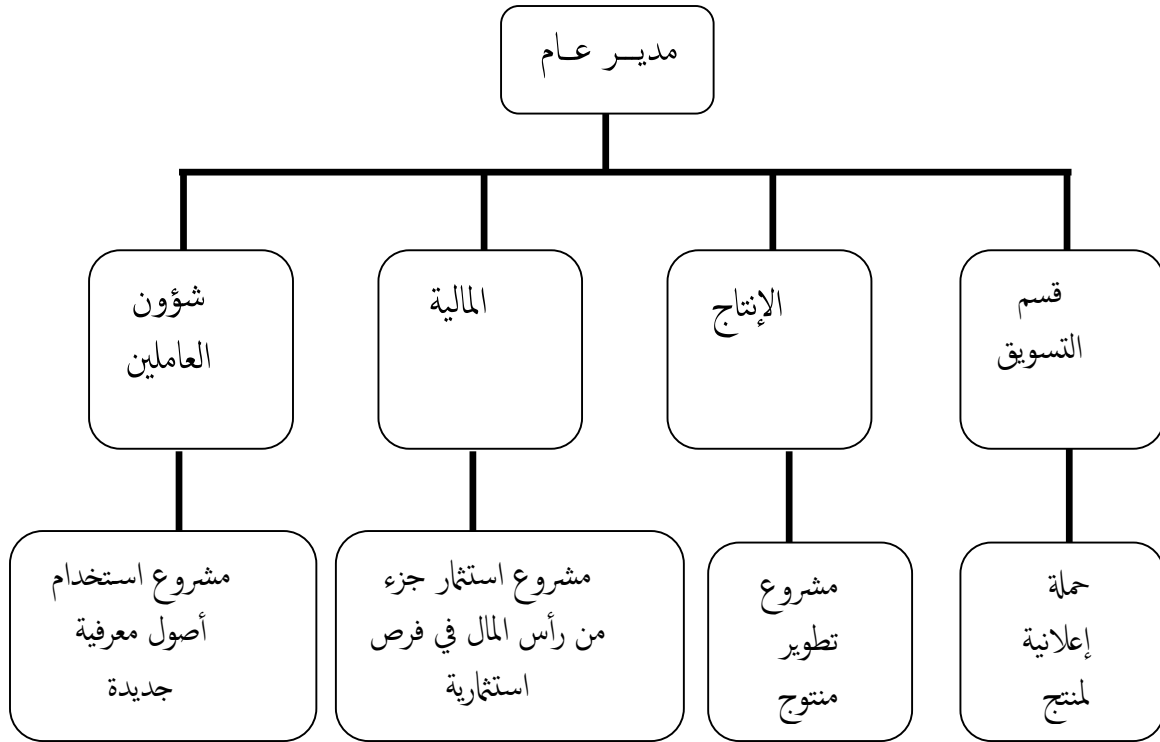 مديــر عــام
قسم
التسويق
الإنتاج
المالية
شؤون
العاملين
حملة
إعلانية
لمنتج
مشروع
تطوير
منتوج
مشروع استثمار جزء
من رأس المال في فرص
استثمارية
مشروع استخدام
أصول معرفية
جديدة